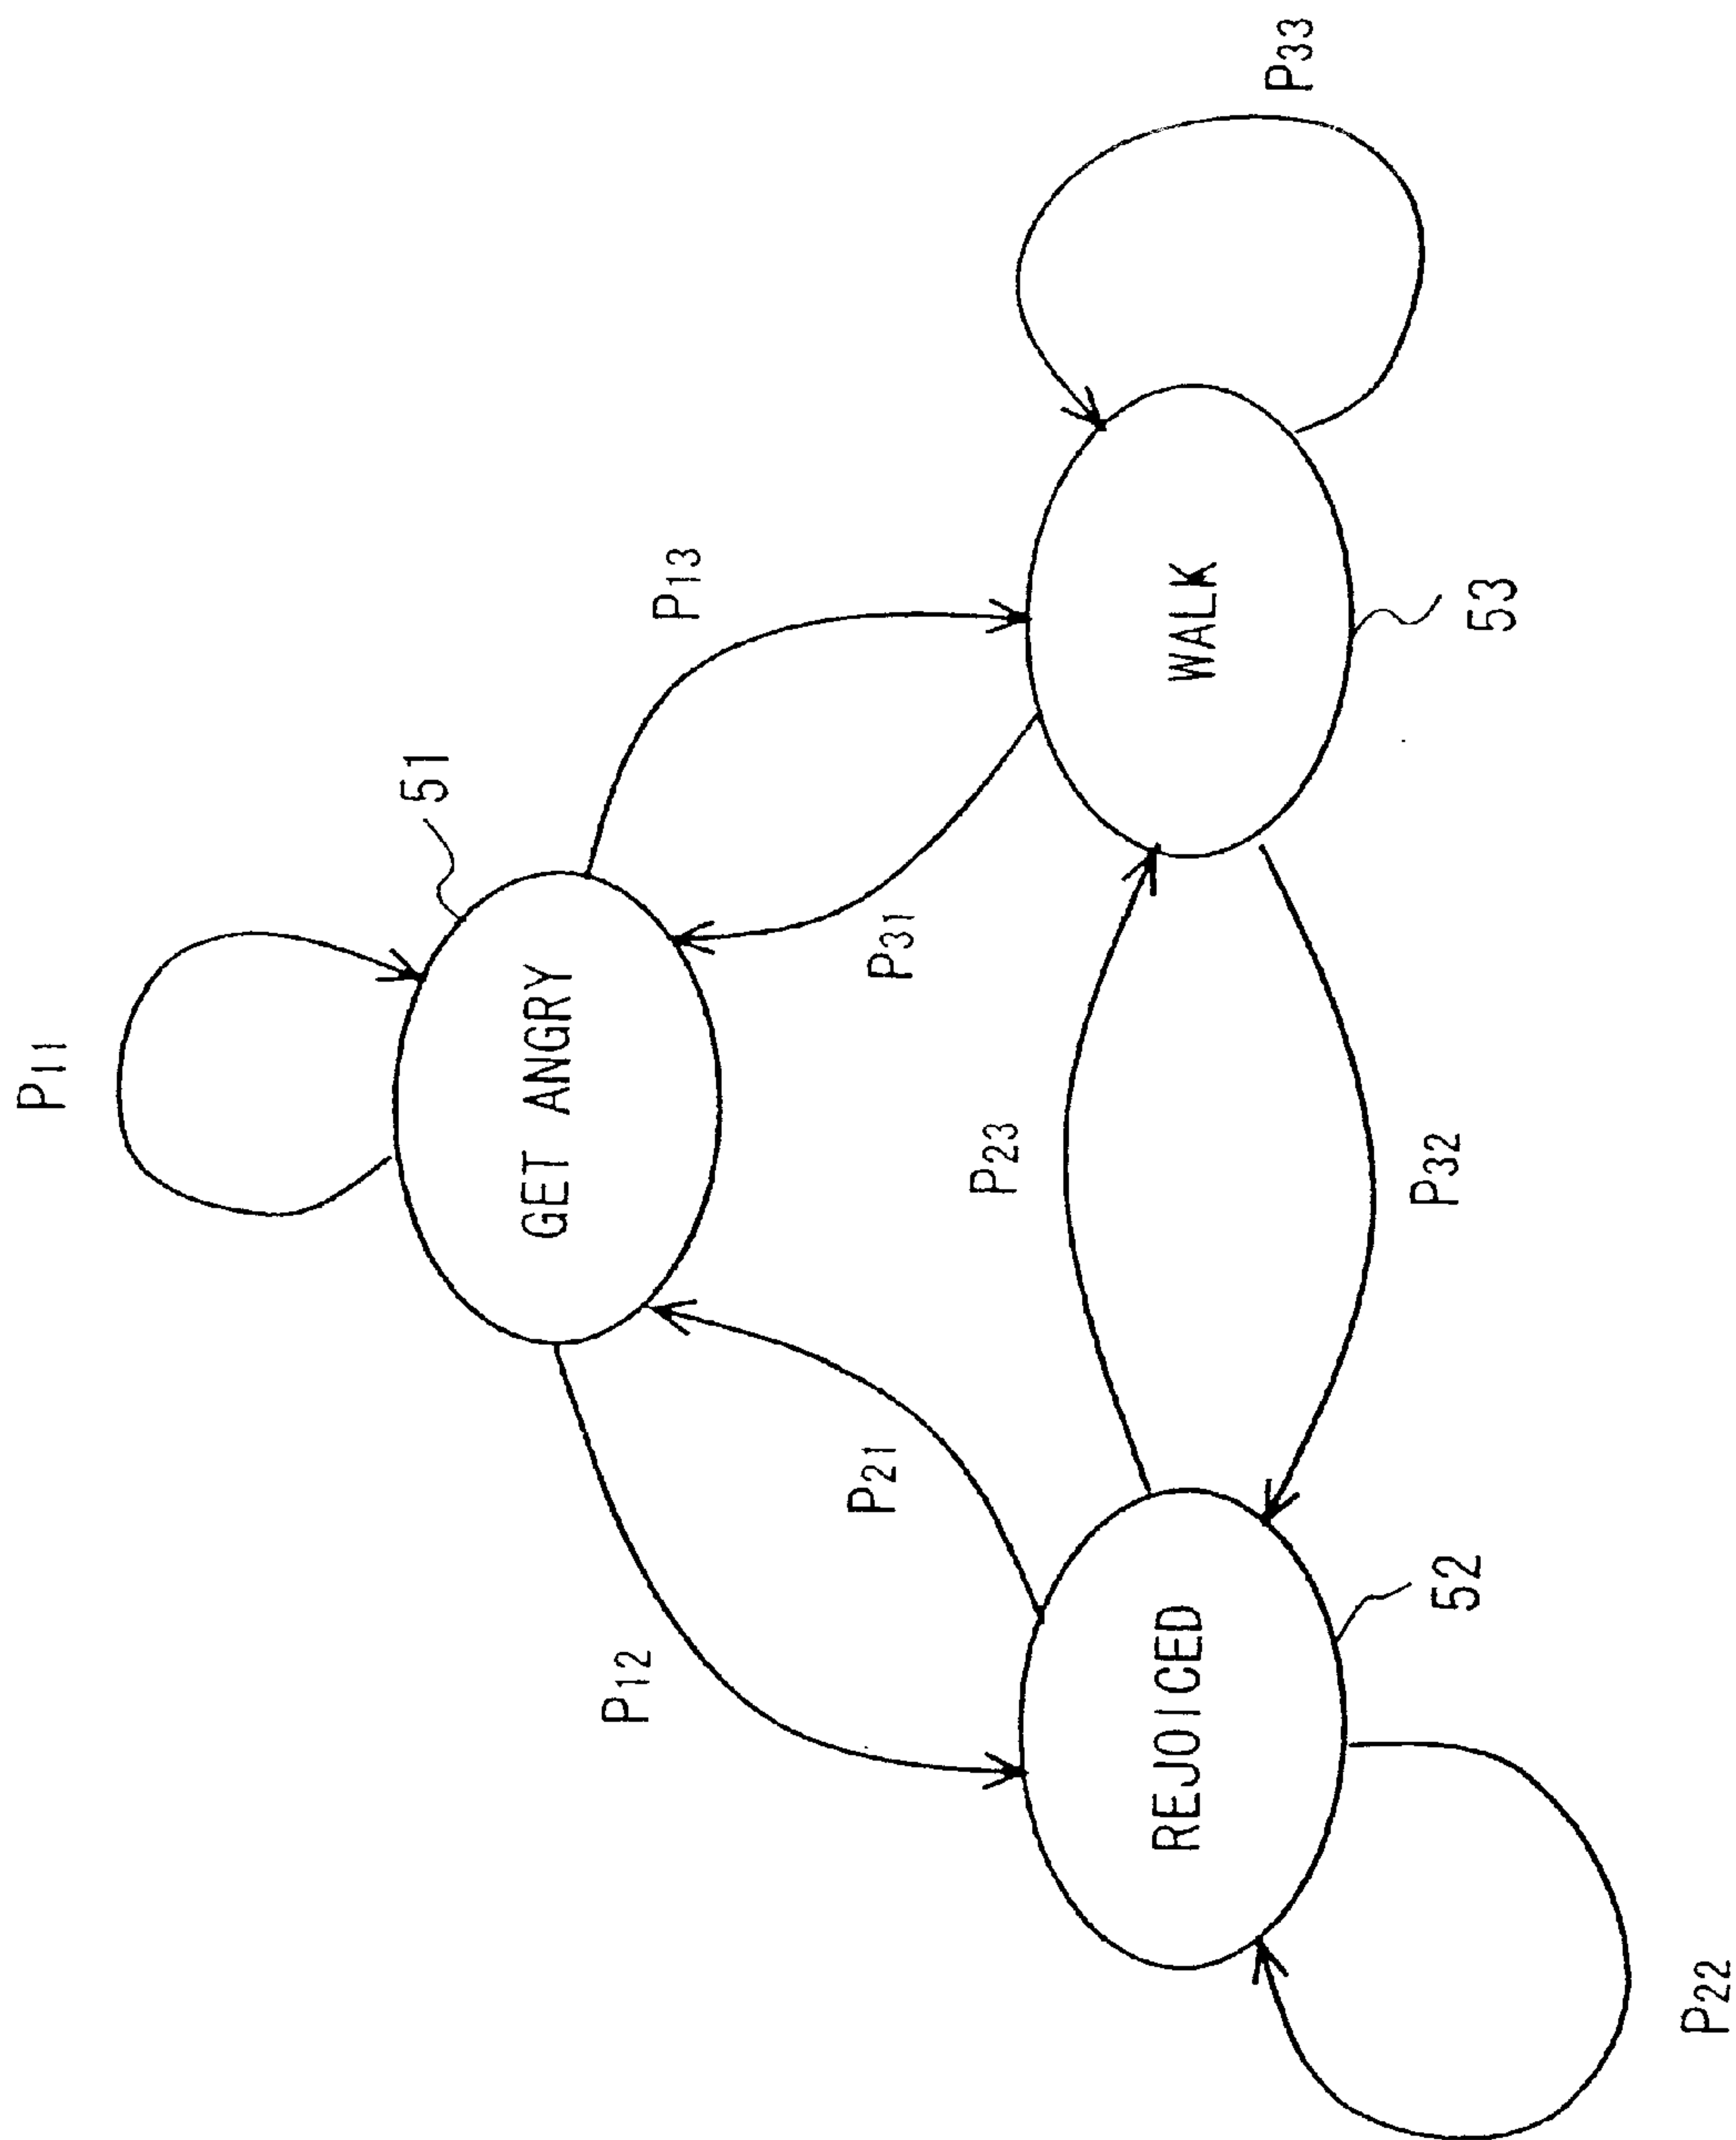 P11
51
GET ANGRY
P12
P13
P21
P31
P23
REJOICED
WALK
P32
52
53
P22
P33